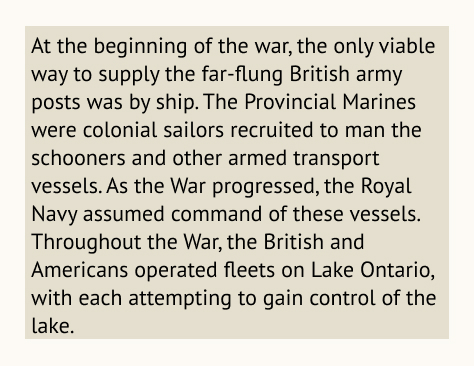 At the beginning of the war, the only viable
way to supply the far-flung British army
posts was by ship. The Provincial Marines
were colonial sailors recruited to man the
schooners and other armed transport
vessels. As the War progressed, the Royal
Navy assumed command of these vessels.
Throughout the War, the British and
Americans operated fleets on Lake Ontario,
with each attempting to gain control of the
lake.